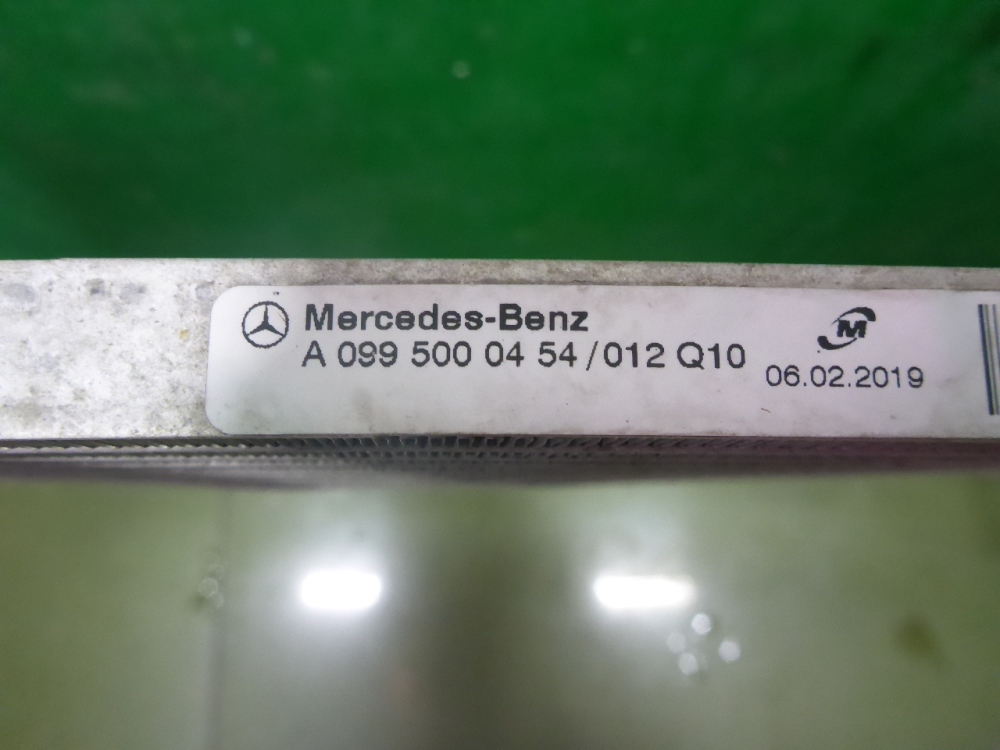 Mercedes-Benz
A 099 500 04 54/012 Q10
M
06.02.2019